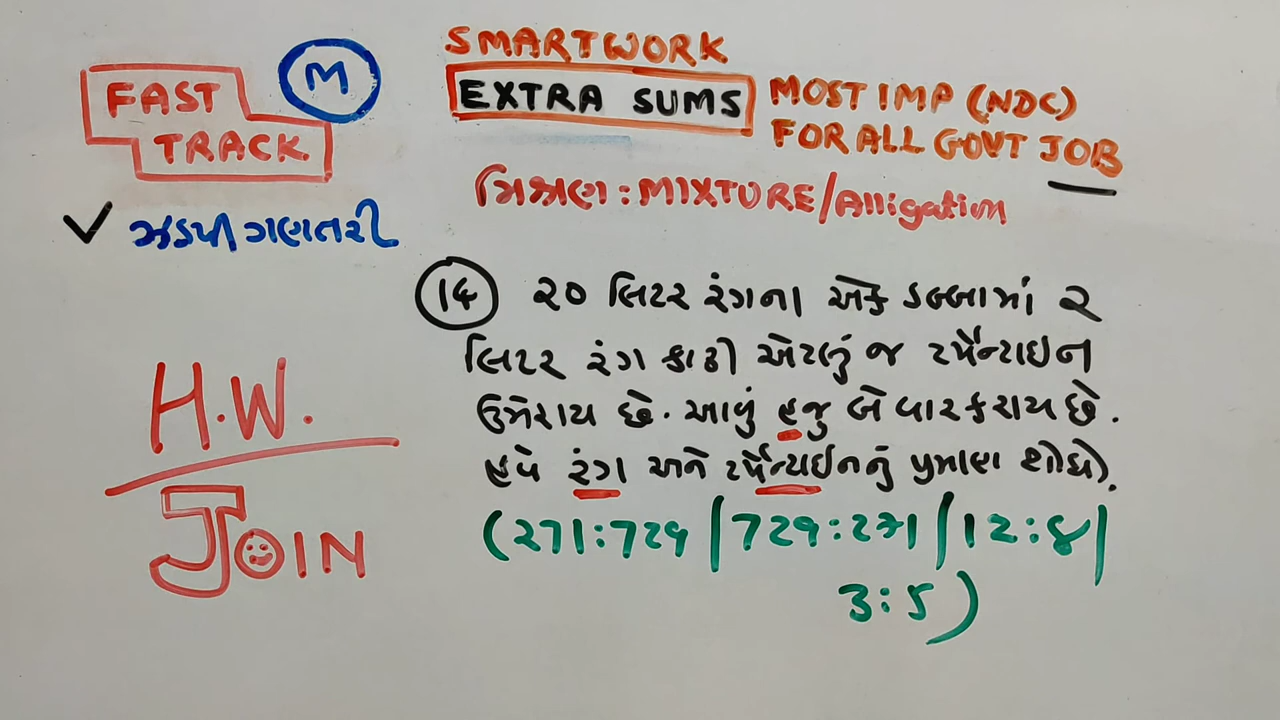 FAST
TRACK
M
✓ ઝડપી ગણતરી
SMARTWORK
EXTRA SUMS
MOST IMP (NDC)
FOR ALL GOVT JOB
મિશ્રણ : MIXTURE/Alligation
(14) ૨૦ લિટર રંગના એક ડબ્બામાં ૨
લિટર રંગ કાઢી એટલું જ ટર્પેન્ટાઇન
ઉમેરાય છે. આવું હજુ બે વાર કરાય છે.
હવે રંગ અને ટર્પેન્ટાઈનનું પ્રમાણ શોધો.
(271:729 | 729:271 | 12:8 |
3:5)
H.W.
JOIN